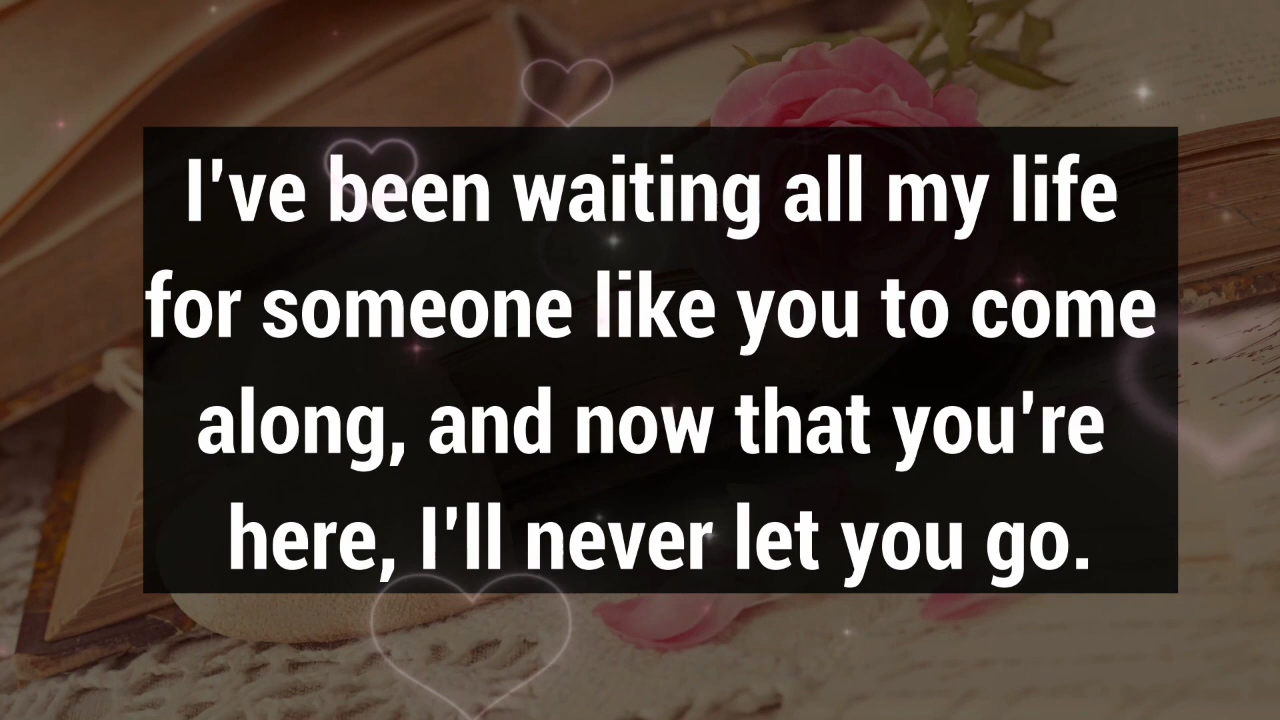 I've been waiting all my life
for someone like you to come
along, and now that you're
here, I'll never let you go.